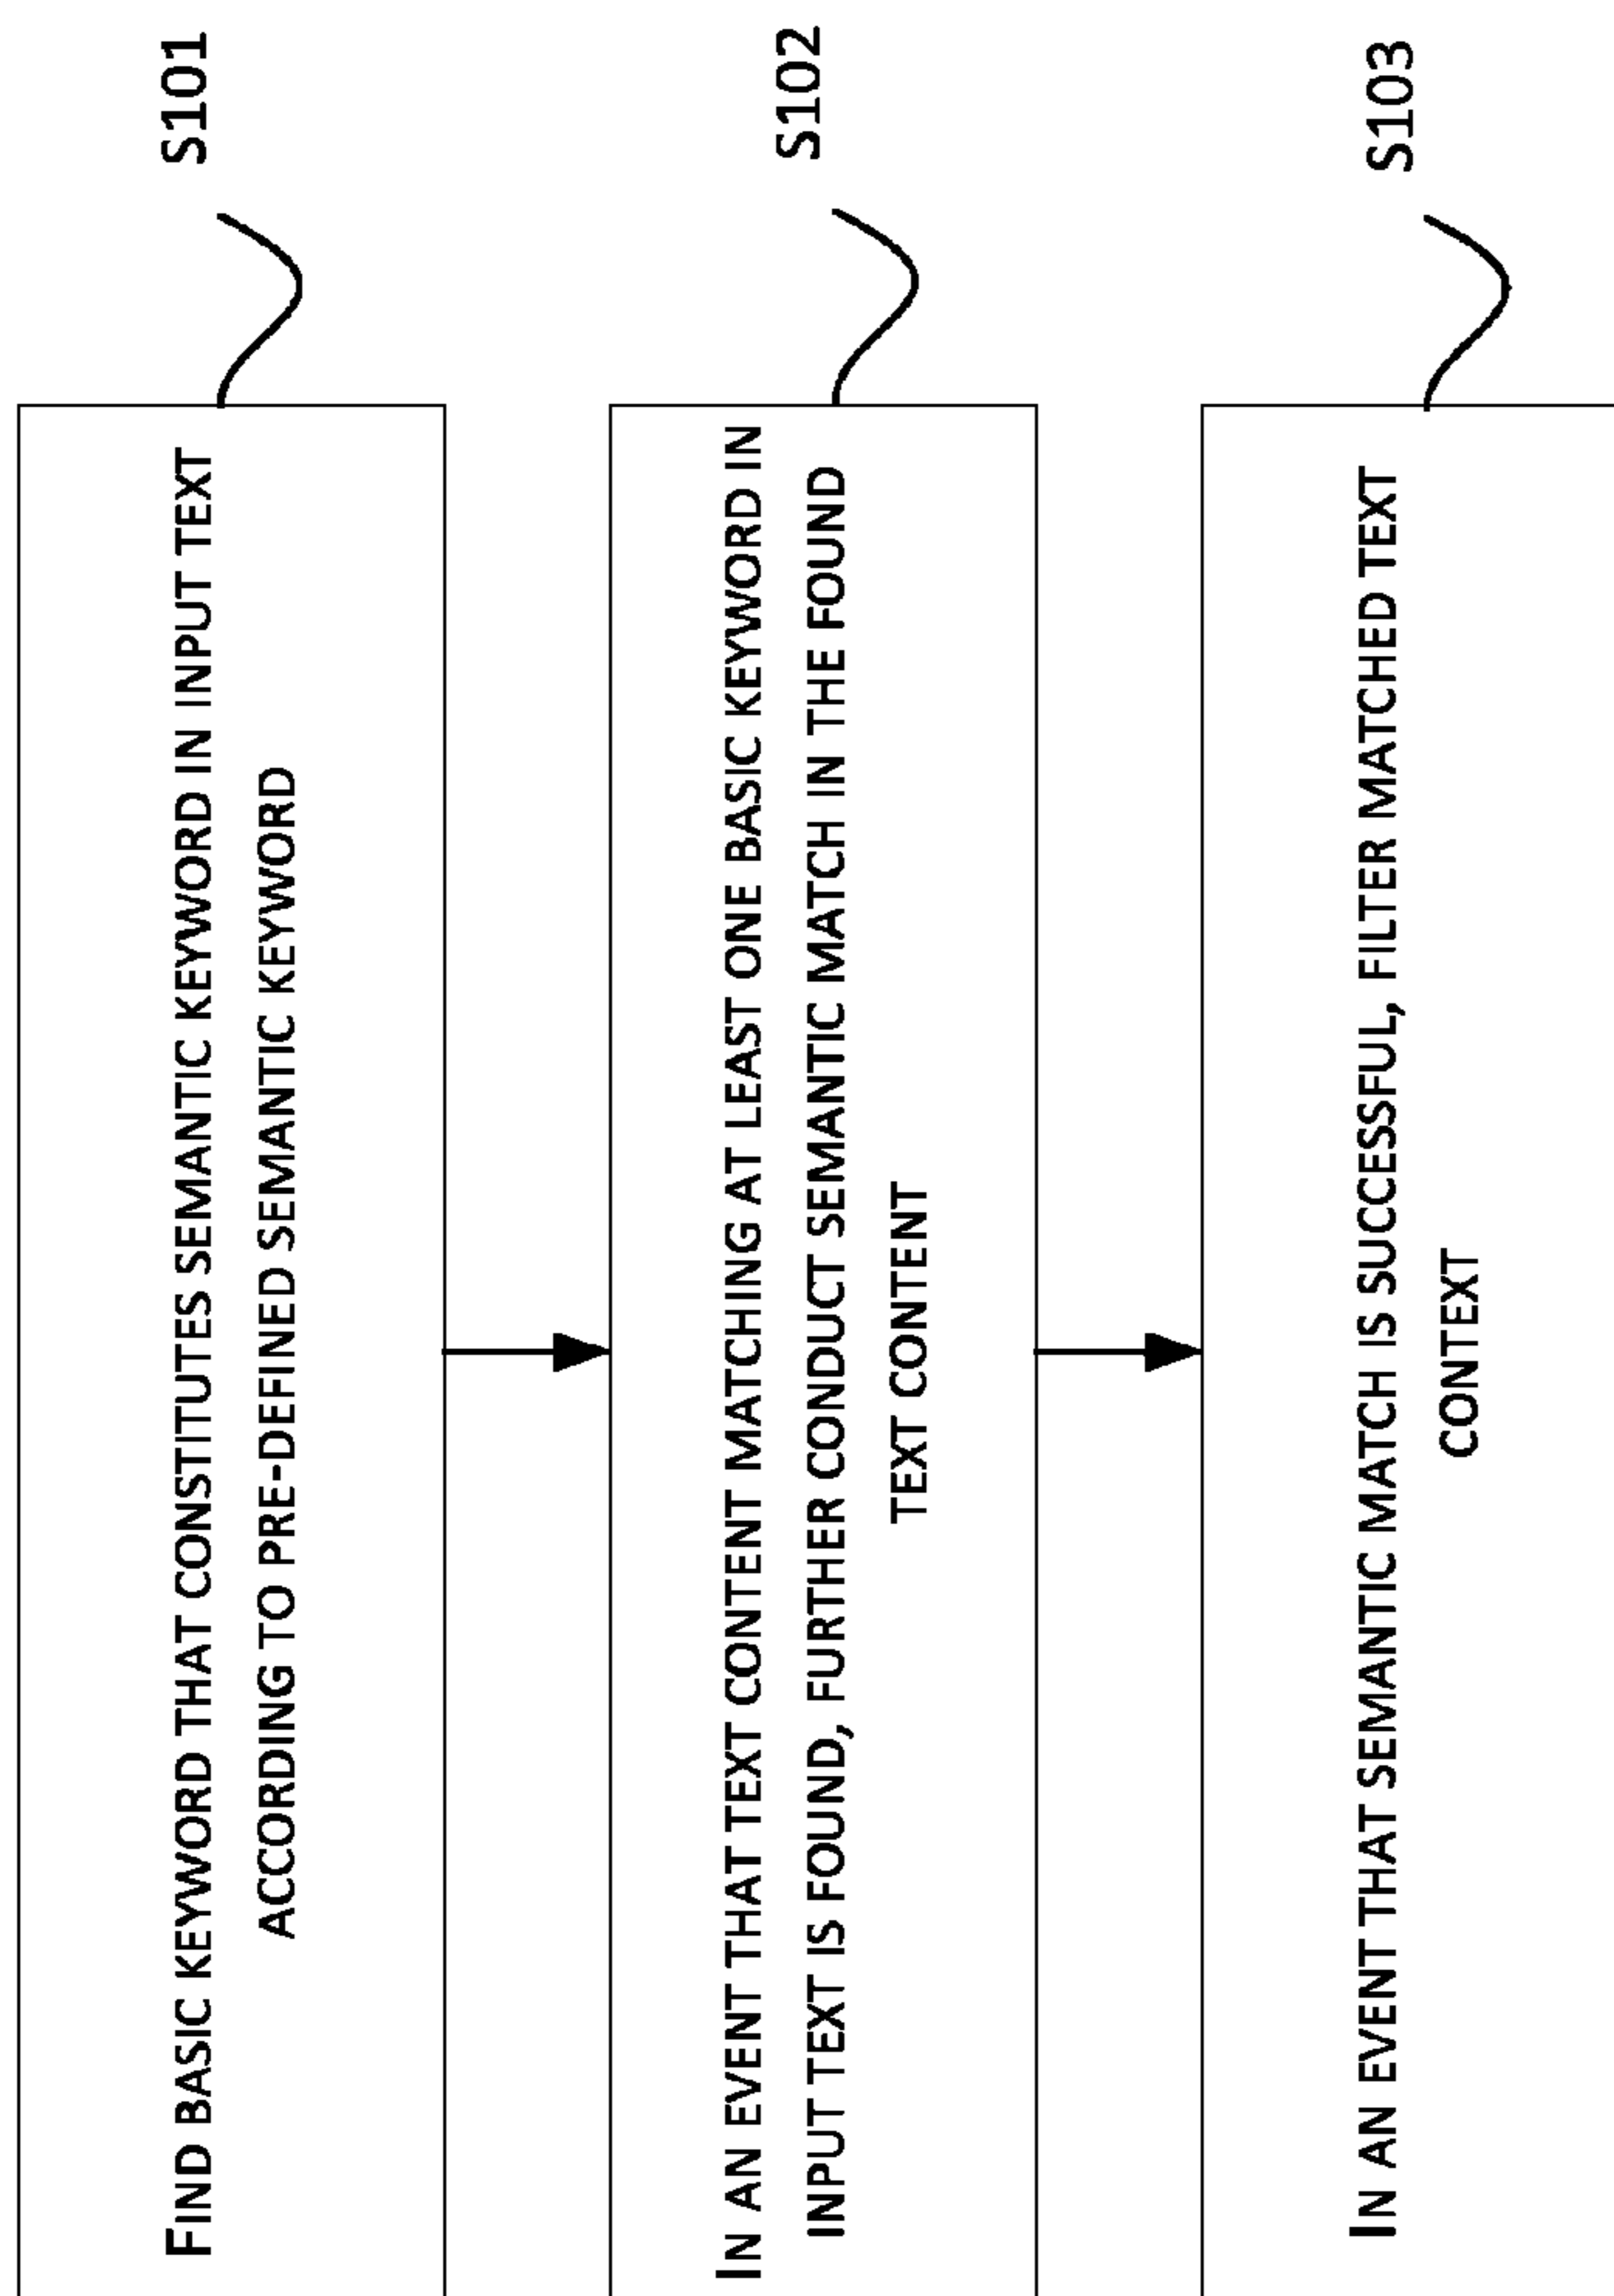 FIND BASIC KEYWORD THAT CONSTITUTES SEMANTIC KEYWORD IN INPUT TEXT
ACCORDING TO PRE-DEFINED SEMANTIC KEYWORD
S101
IN AN EVENT THAT TEXT CONTENT MATCHING AT LEAST ONE BASIC KEYWORD IN
INPUT TEXT IS FOUND, FURTHER CONDUCT SEMANTIC MATCH IN THE FOUND
TEXT CONTENT
S102
IN AN EVENT THAT SEMANTIC MATCH IS SUCCESSFUL, FILTER MATCHED TEXT
CONTEXT
S103